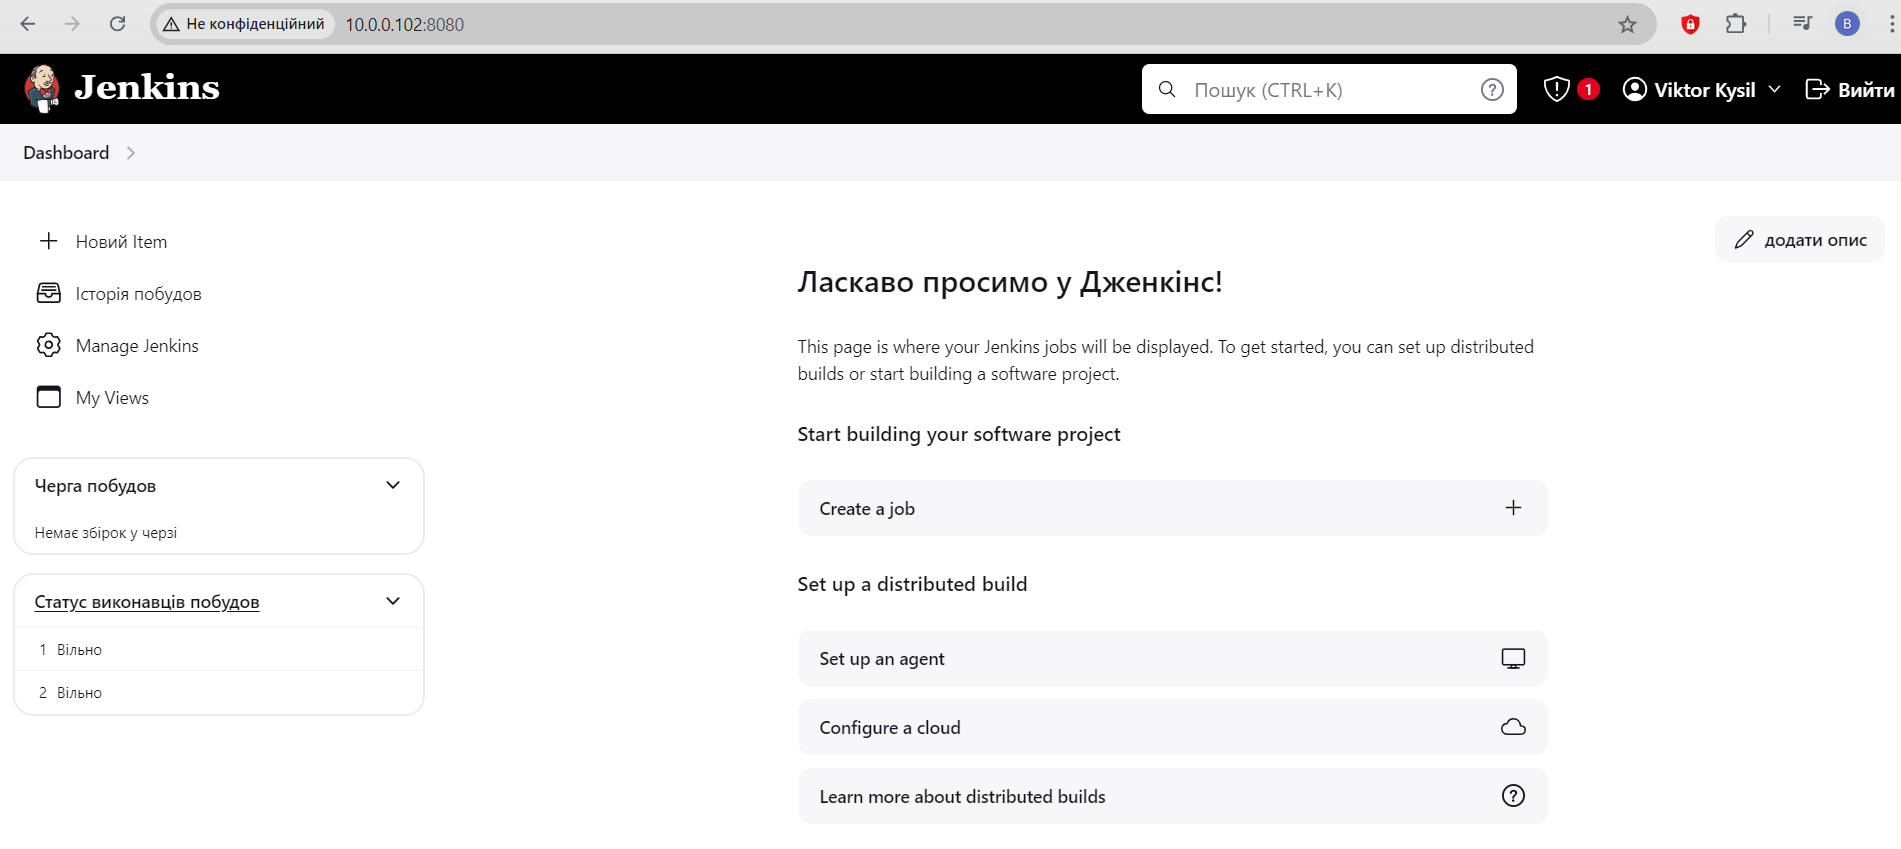 Не конфіденційний 10.0.0.102:8080 B
Jenkins Пошук (CTRL+K) ? 1 Viktor Kysil Вийти
Dashboard
Новий Item
Історія побудов
Manage Jenkins
My Views
Черга побудов
Немає збірок у черзі
Статус виконавців побудов
1 Вільно
2 Вільно
додати опис
Ласкаво просимо у Дженкінс!
This page is where your Jenkins jobs will be displayed. To get started, you can set up distributed
builds or start building a software project.
Start building your software project
Create a job
Set up a distributed build
Set up an agent
Configure a cloud
Learn more about distributed builds ?